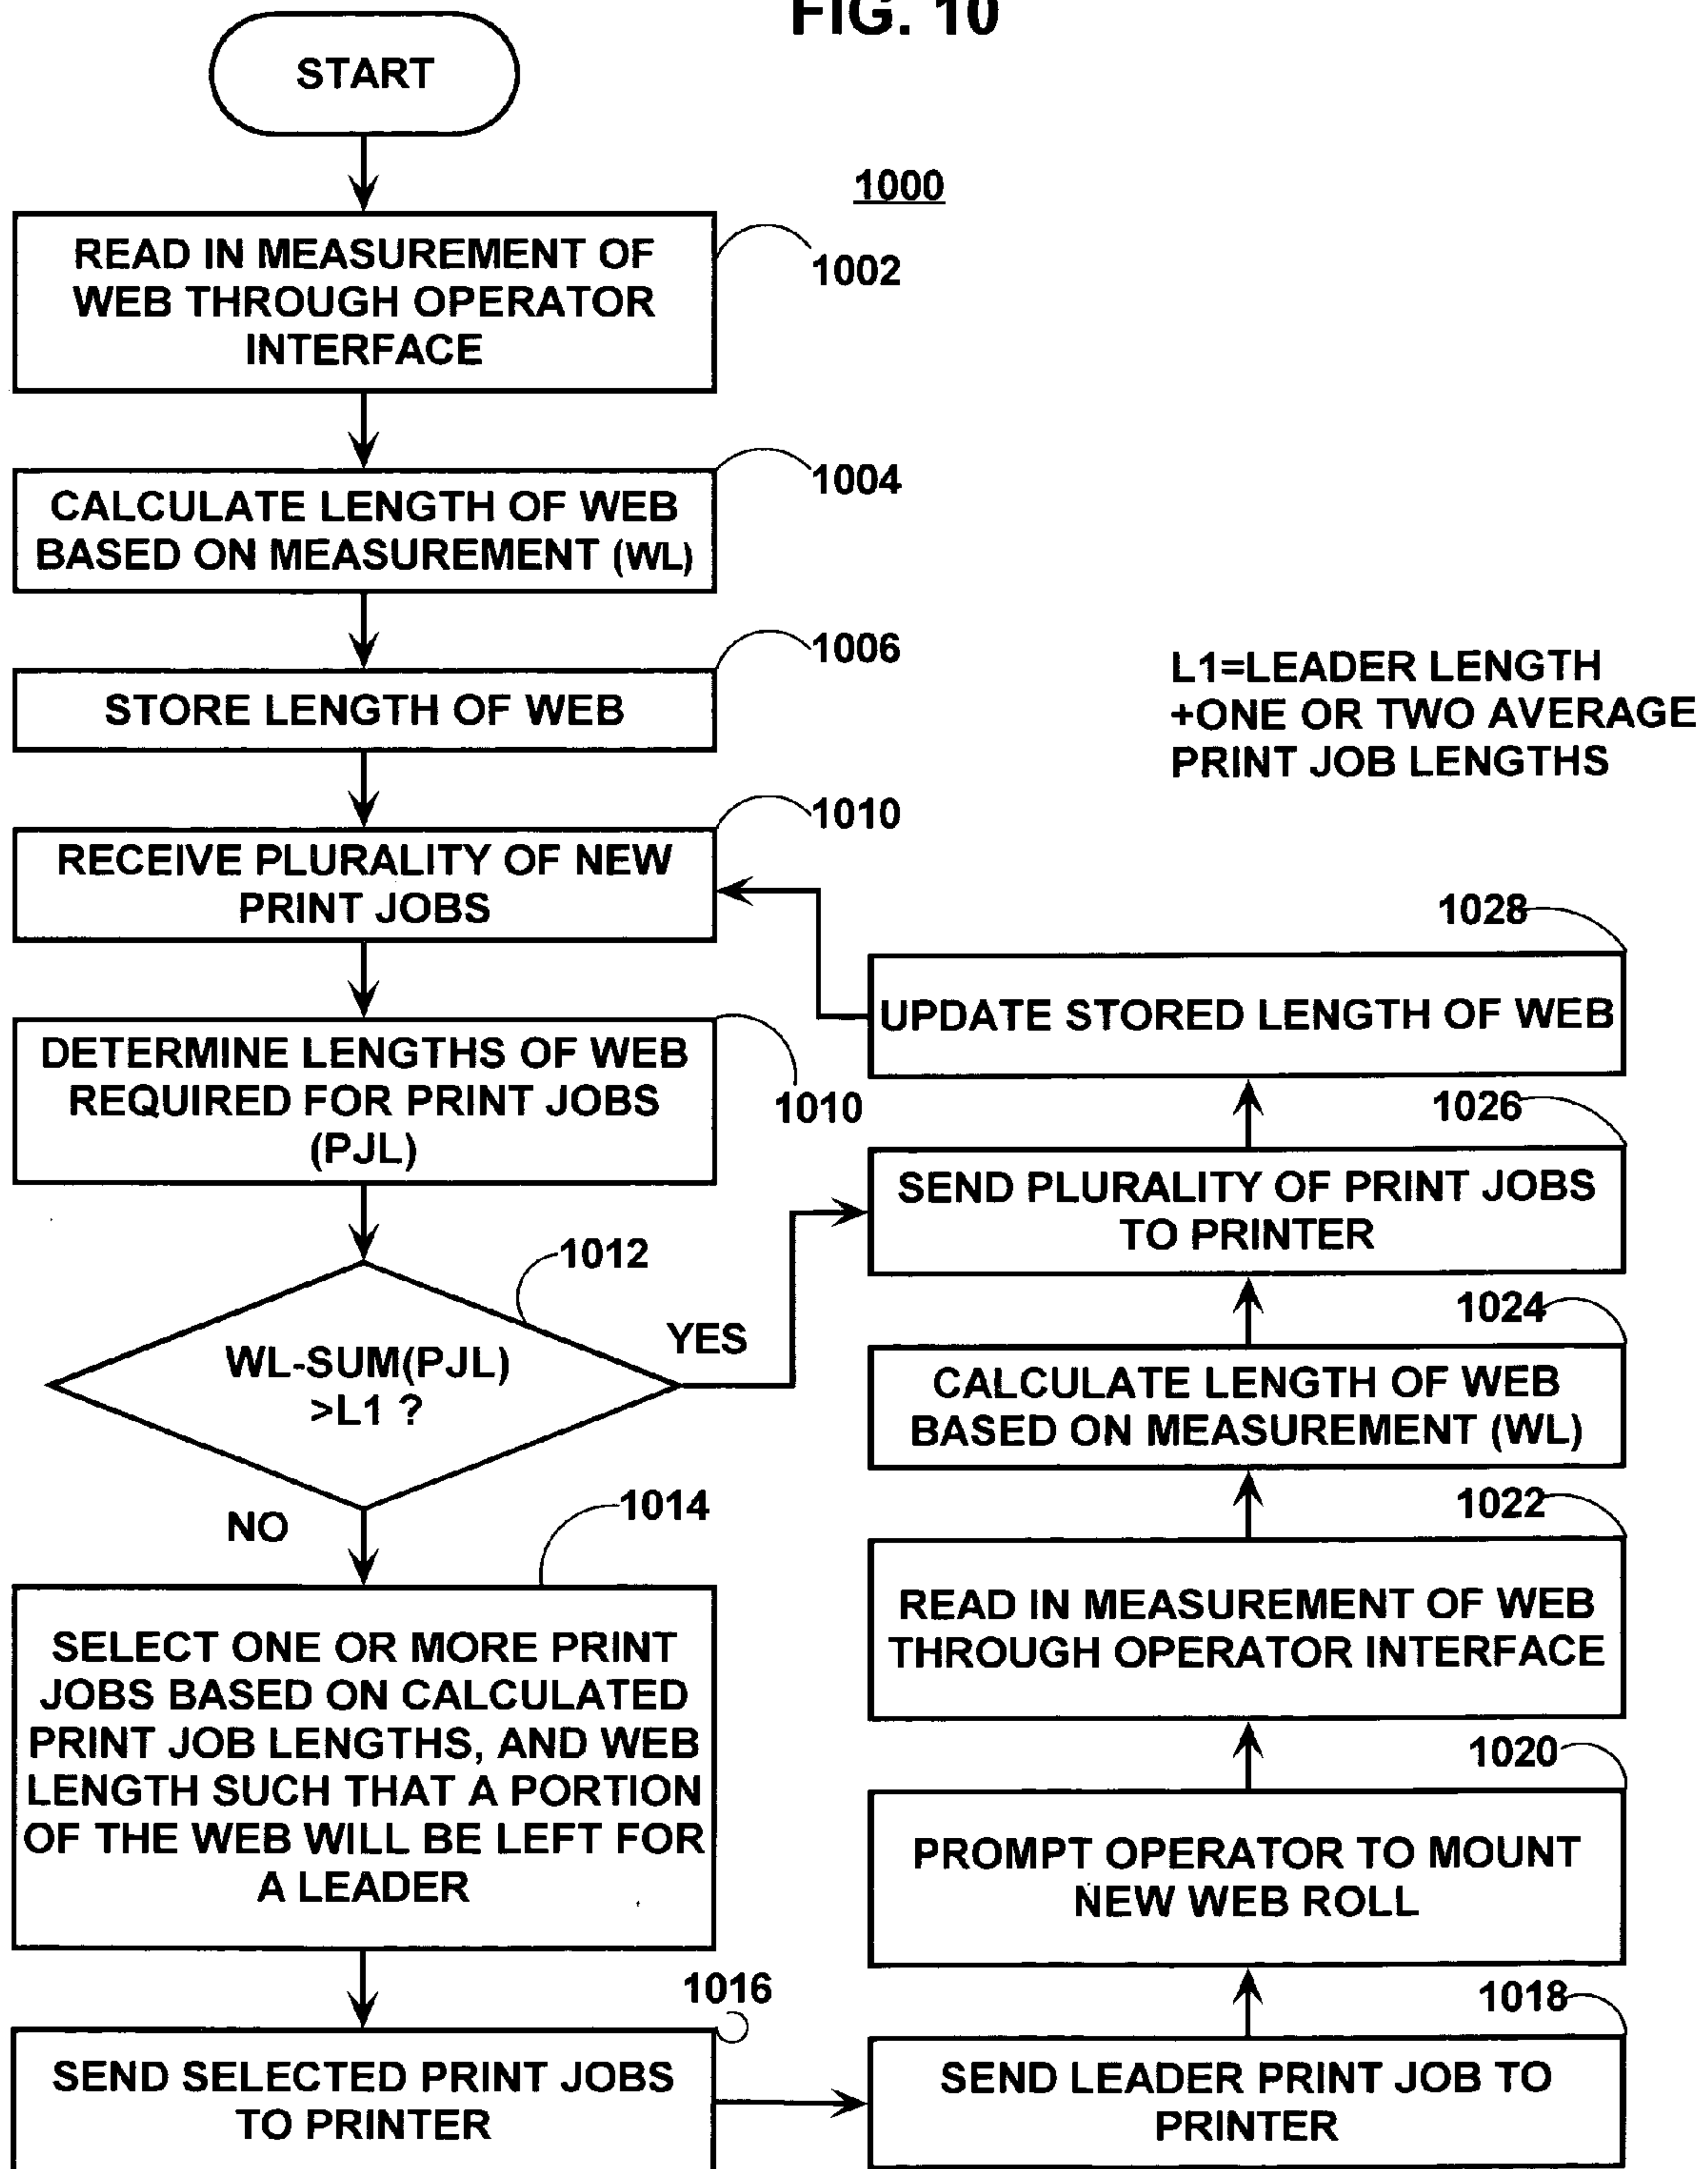 FIG. 10
START
1000
READ IN MEASUREMENT OF
WEB THROUGH OPERATOR
INTERFACE
1002
CALCULATE LENGTH OF WEB
BASED ON MEASUREMENT (WL)
1004
STORE LENGTH OF WEB
1006
L1=LEADER LENGTH
+ONE OR TWO AVERAGE
PRINT JOB LENGTHS
RECEIVE PLURALITY OF NEW
PRINT JOBS
1010
DETERMINE LENGTHS OF WEB
REQUIRED FOR PRINT JOBS
(PJL)
1010
WL-SUM(PJL)
>L1 ?
1012
YES
NO
SELECT ONE OR MORE PRINT
JOBS BASED ON CALCULATED
PRINT JOB LENGTHS, AND WEB
LENGTH SUCH THAT A PORTION
OF THE WEB WILL BE LEFT FOR
A LEADER
1014
SEND SELECTED PRINT JOBS
TO PRINTER
1016
1028
UPDATE STORED LENGTH OF WEB
1026
SEND PLURALITY OF PRINT JOBS
TO PRINTER
1024
CALCULATE LENGTH OF WEB
BASED ON MEASUREMENT (WL)
1022
READ IN MEASUREMENT OF WEB
THROUGH OPERATOR INTERFACE
1020
PROMPT OPERATOR TO MOUNT
NEW WEB ROLL
1018
SEND LEADER PRINT JOB TO
PRINTER